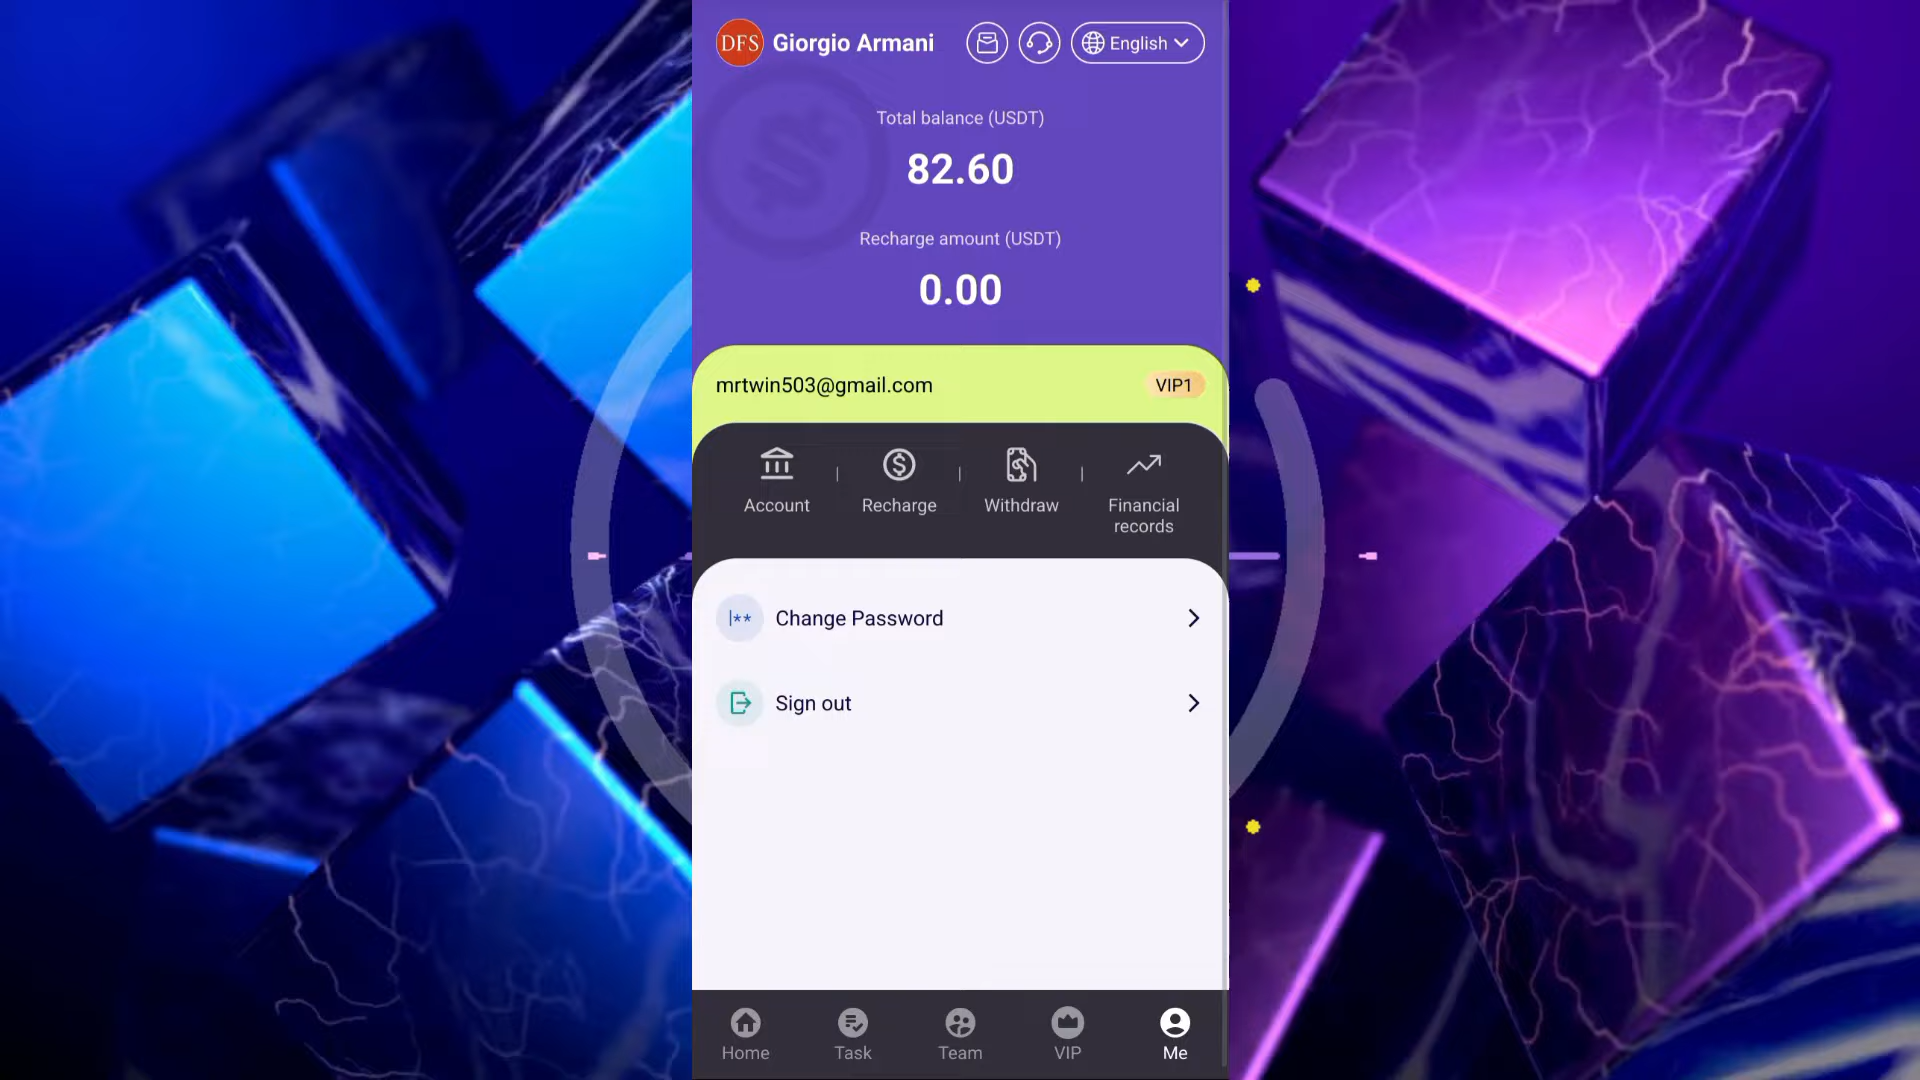 DFS Giorgio Armani English
Total balance (USDT)
82.60
Recharge amount (USDT)
0.00
mrtwin503@gmail.com VIP1
Account Recharge Withdraw Financial
records
|** Change Password
Sign out
Home Task Team VIP Me